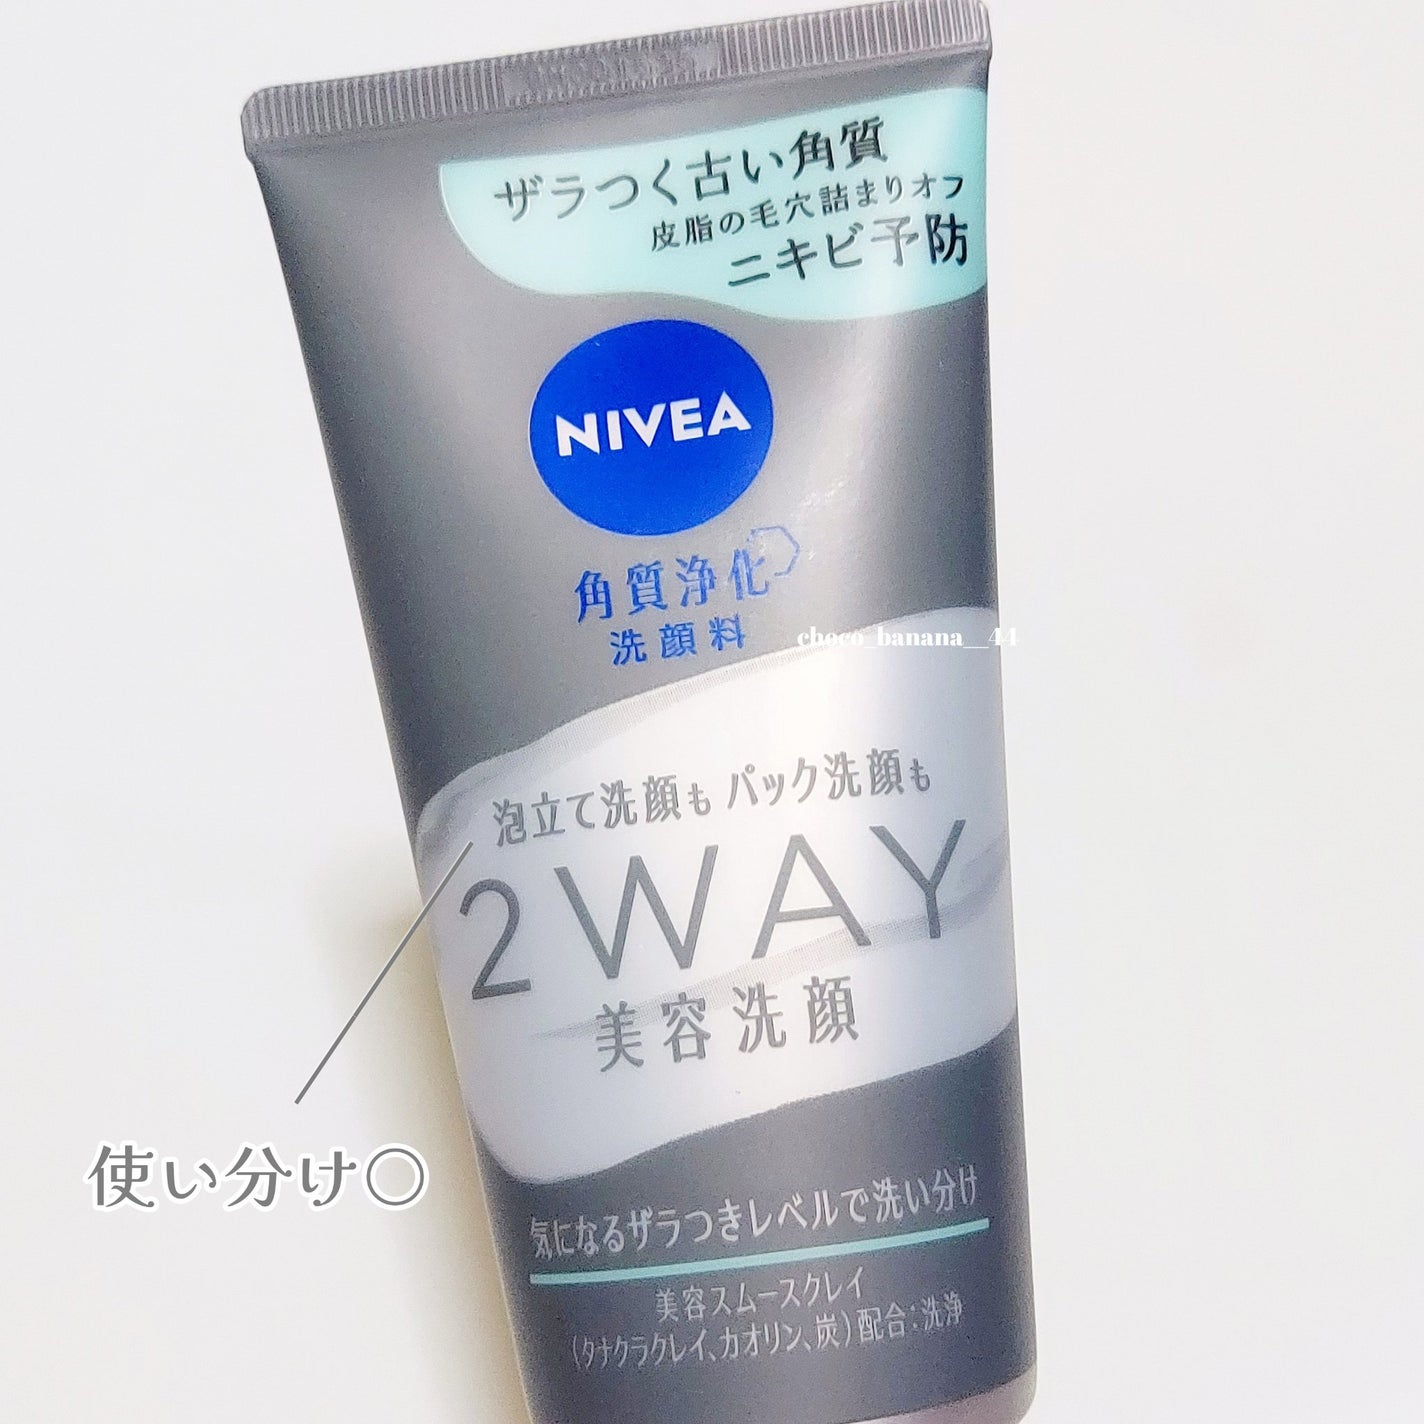 ザラつく古い角質
皮脂の毛穴詰まりオフ
ニキビ予防
NIVEA
角質浄化
洗顔料
choco_banana__44
泡立て洗顔も パック洗顔も
2WAY
美容洗顔
使い分け○
気になるザラつきレベルで洗い分け
美容スムースクレイ
(タナクラクレイ、カオリン、炭)配合:洗浄